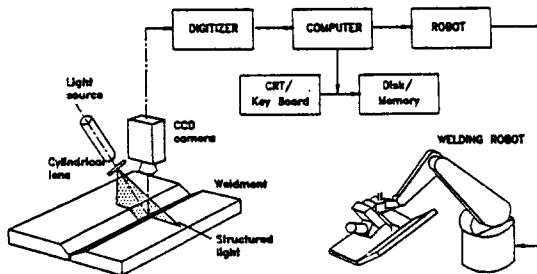 DIGITIZER
COMPUTER
ROBOT
Light
source
CCD
camera
CRT/
Key Board
Disk/
Memory
Cylindrical
lens
Weldment
WELDING ROBOT
Structured
light